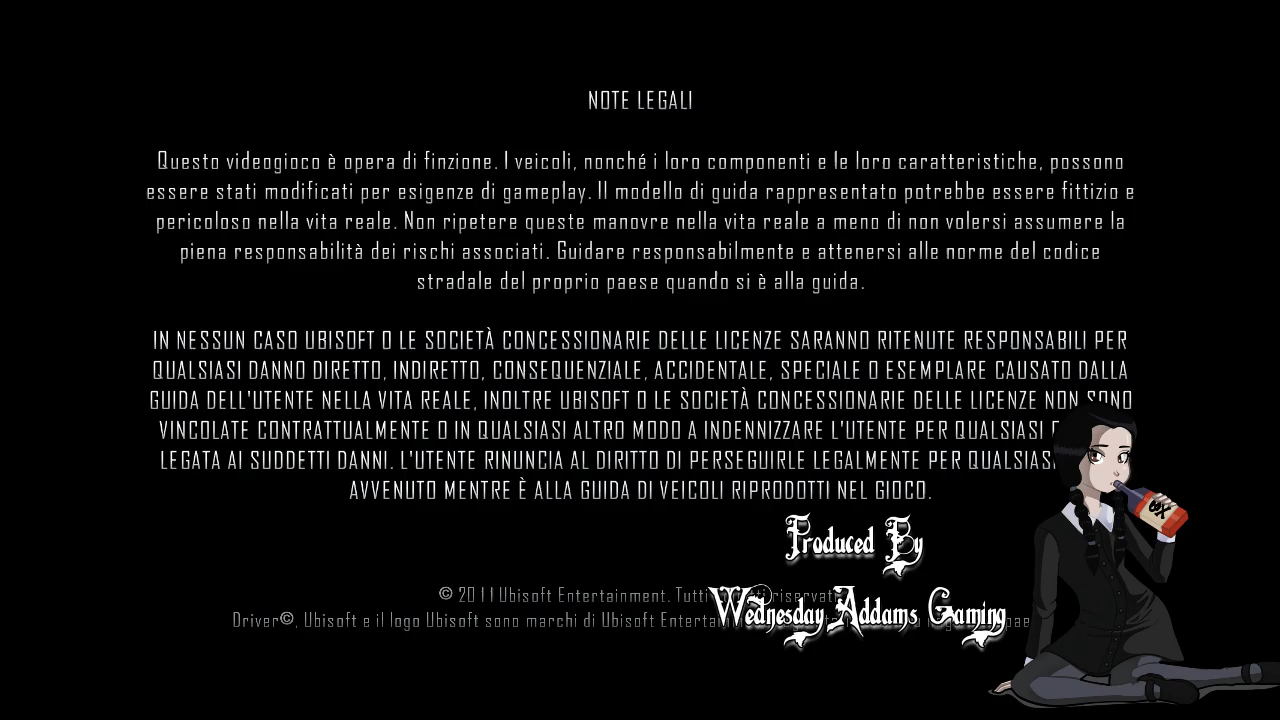 NOTE LEGALI
Questo videogioco è opera di finzione. I veicoli, nonché i loro componenti e le loro caratteristiche, possono
essere stati modificati per esigenze di gameplay. Il modello di guida rappresentato potrebbe essere fittizio e
pericoloso nella vita reale. Non ripetere queste manovre nella vita reale a meno di non volersi assumere la
piena responsabilità dei rischi associati. Guidare responsabilmente e attenersi alle norme del codice
stradale del proprio paese quando si è alla guida.
IN NESSUN CASO UBISOFT O LE SOCIETÀ CONCESSIONARIE DELLE LICENZE SARANNO RITENUTE RESPONSABILI PER
QUALSIASI DANNO DIRETTO, INDIRETTO, CONSEQUENZIALE, ACCIDENTALE, SPECIALE O ESEMPLARE CAUSATO DALLA
GUIDA DELL'UTENTE NELLA VITA REALE, INOLTRE UBISOFT O LE SOCIETÀ CONCESSIONARIE DELLE LICENZE NON SONO
VINCOLATE CONTRATTUALMENTE O IN QUALSIASI ALTRO MODO A INDENNIZZARE L'UTENTE PER QUALSIASI
LEGATA AI SUDDETTI DANNI. L'UTENTE RINUNCIA AL DIRITTO DI PERSEGUIRLE LEGALMENTE PER QUALSIASI
AVVENUTO MENTRE È ALLA GUIDA DI VEICOLI RIPRODOTTI NEL GIOCO.
Produced By
© 2011 Ubisoft Entertainment. Tutti
Wednesday Addams Gaming
Driver©, Ubisoft e il logo Ubisoft sono marchi di Ubisoft